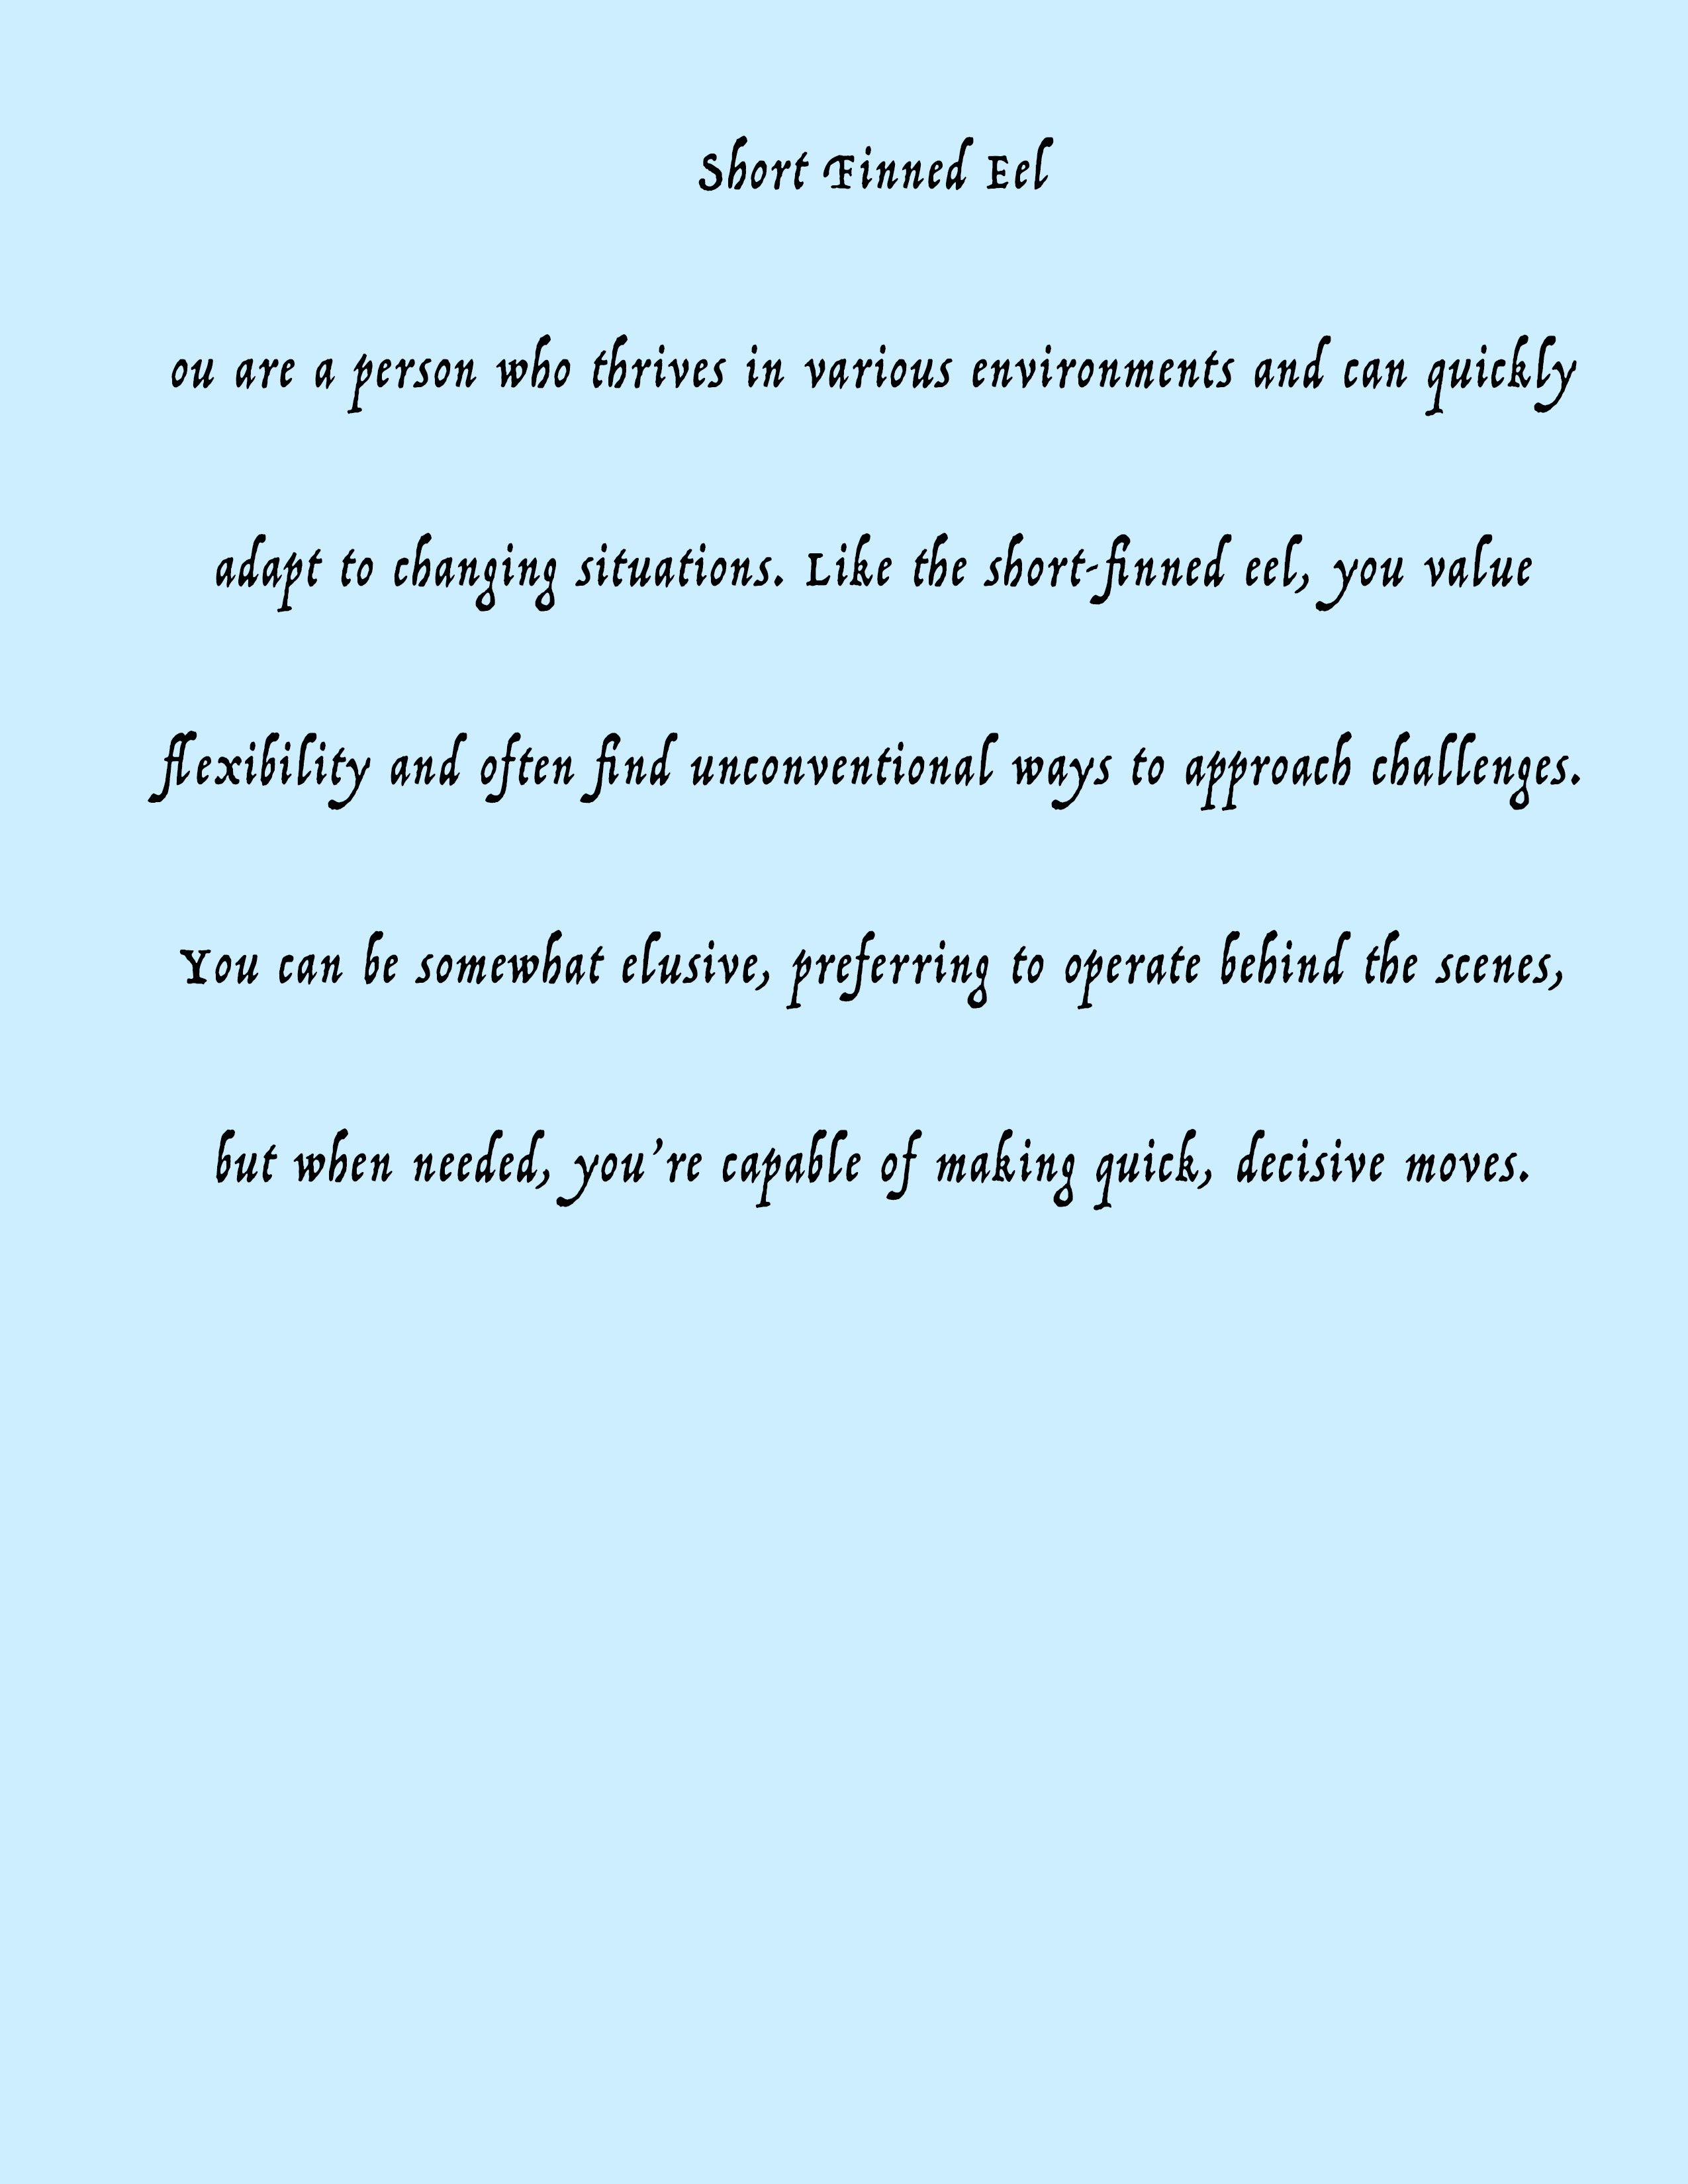 Short Finned Eel
ou are a person who thrives in various environments and can quickly
adapt to changing situations. Like the short-finned eel, you value
flexibility and often find unconventional ways to approach challenges.
You can be somewhat elusive, preferring to operate behind the scenes,
but when needed, you’re capable of making quick, decisive moves.